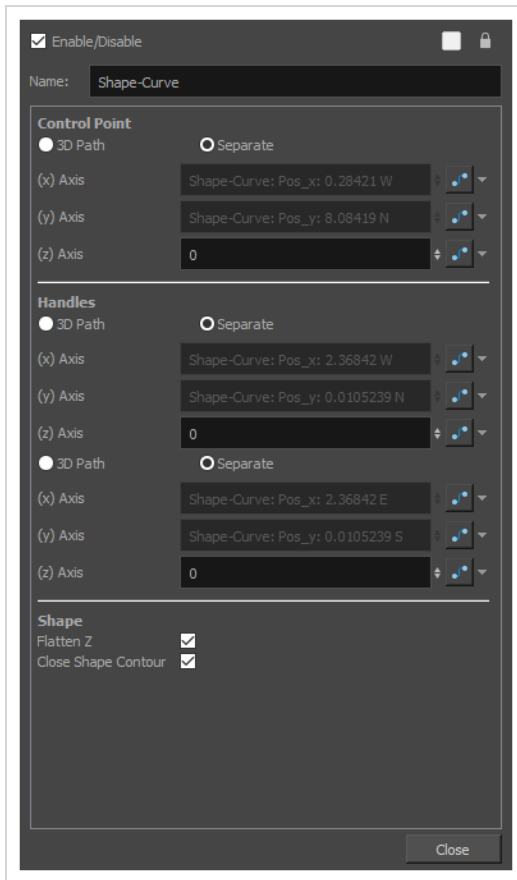 Enable/Disable
Name: Shape-Curve
Control Point
3D Path Separate
(x) Axis Shape-Curve: Pos_x: 0.28421 W
(y) Axis Shape-Curve: Pos_y: 8.08419 N
(z) Axis 0
Handles
3D Path Separate
(x) Axis Shape-Curve: Pos_x: 2.36842 W
(y) Axis Shape-Curve: Pos_y: 0.0105239 N
(z) Axis 0
3D Path Separate
(x) Axis Shape-Curve: Pos_x: 2.36842 E
(y) Axis Shape-Curve: Pos_y: 0.0105239 S
(z) Axis 0
Shape
Flatten Z
Close Shape Contour
Close